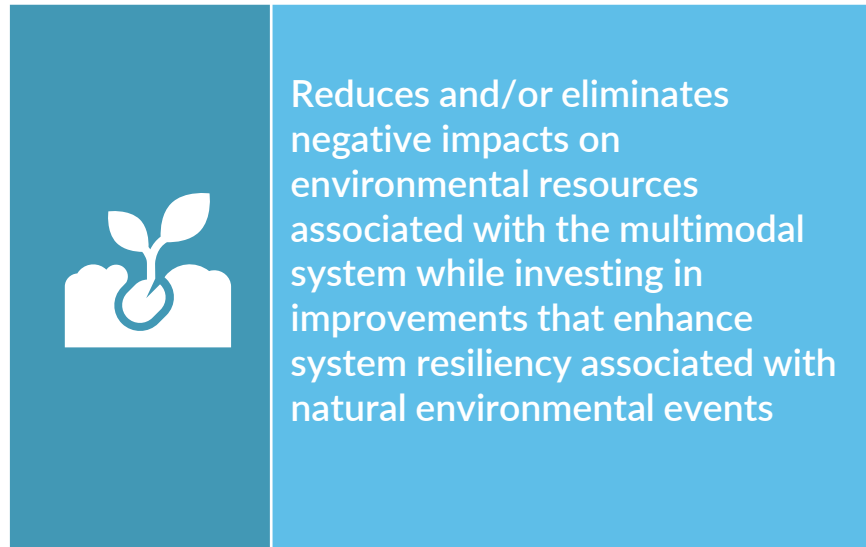 Reduces and/or eliminates
negative impacts on
environmental resources
associated with the multimodal
system while investing in
improvements that enhance
system resiliency associated with
natural environmental events